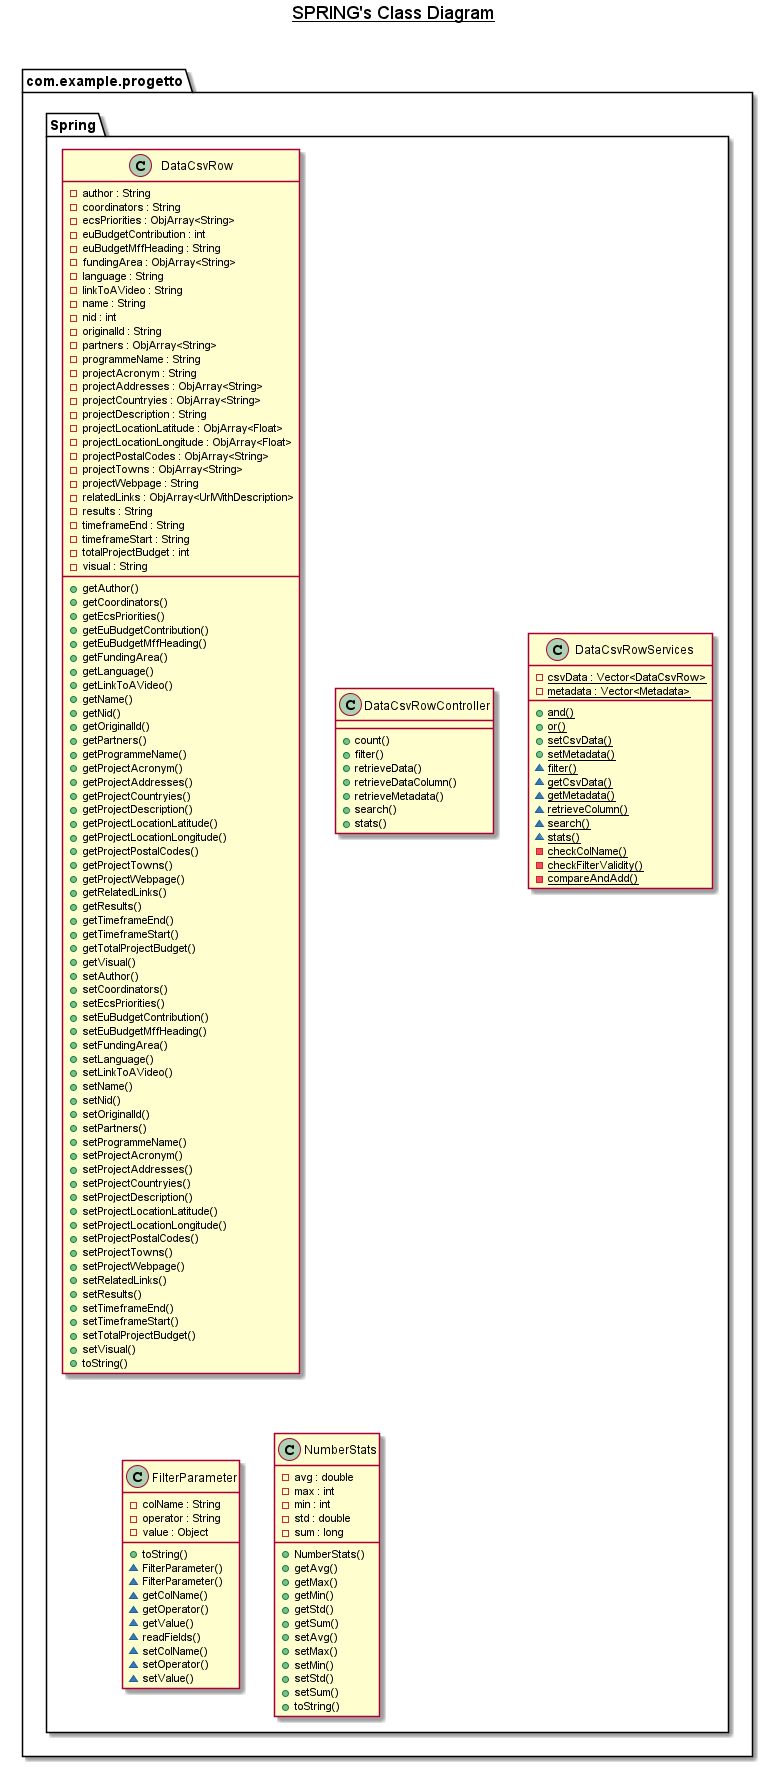 SPRING's Class Diagram
com.example.progetto
Spring
DataCsvRow
author : String
coordinators : String
ecsPriorities : ObjArray<String>
euBudgetContribution : int
euBudgetMffHeading : String
fundingArea : ObjArray<String>
language : String
linkToAVideo : String
name : String
nid : int
originalId : String
partners : ObjArray<String>
programmeName : String
projectAcronym : String
projectAddresses : ObjArray<String>
projectCountryies : ObjArray<String>
projectDescription : String
projectLocationLatitude : ObjArray<Float>
projectLocationLongitude : ObjArray<Float>
projectPostalCodes : ObjArray<String>
projectTowns : ObjArray<String>
projectWebpage : String
relatedLinks : ObjArray<UrlWithDescription>
results : String
timeframeEnd : String
timeframeStart : String
totalProjectBudget : int
visual : String
getAuthor()
getCoordinators()
getEcsPriorities()
getEuBudgetContribution()
getEuBudgetMffHeading()
getFundingArea()
getLanguage()
getLinkToAVideo()
getName()
getNid()
getOriginalId()
getPartners()
getProgrammeName()
getProjectAcronym()
getProjectAddresses()
getProjectCountryies()
getProjectDescription()
getProjectLocationLatitude()
getProjectLocationLongitude()
getProjectPostalCodes()
getProjectTowns()
getProjectWebpage()
getRelatedLinks()
getResults()
getTimeframeEnd()
getTimeframeStart()
getTotalProjectBudget()
getVisual()
setAuthor()
setCoordinators()
setEcsPriorities()
setEuBudgetContribution()
setEuBudgetMffHeading()
setFundingArea()
setLanguage()
setLinkToAVideo()
setName()
setNid()
setOriginalId()
setPartners()
setProgrammeName()
setProjectAcronym()
setProjectAddresses()
setProjectCountryies()
setProjectDescription()
setProjectLocationLatitude()
setProjectLocationLongitude()
setProjectPostalCodes()
setProjectTowns()
setProjectWebpage()
setRelatedLinks()
setResults()
setTimeframeEnd()
setTimeframeStart()
setTotalProjectBudget()
setVisual()
toString()
C DataCsvRowController
count()
filter()
retrieveData()
retrieveDataColumn()
retrieveMetadata()
search()
stats()
C DataCsvRowServices
csvData : Vector<DataCsvRow>
metadata : Vector<Metadata>
and()
or()
setCsvData()
setMetadata()
filter()
getCsvData()
getMetadata()
retrieveColumn()
search()
stats()
checkColName()
checkFilterValidity()
compareAndAdd()
C FilterParameter
colName : String
operator : String
value : Object
toString()
FilterParameter()
FilterParameter()
getColName()
getOperator()
getValue()
readFields()
setColName()
setOperator()
setValue()
C NumberStats
avg : double
max : int
min : int
std : double
sum : long
NumberStats()
getAvg()
getMax()
getMin()
getStd()
getSum()
setAvg()
setMax()
setMin()
setStd()
setSum()
toString()